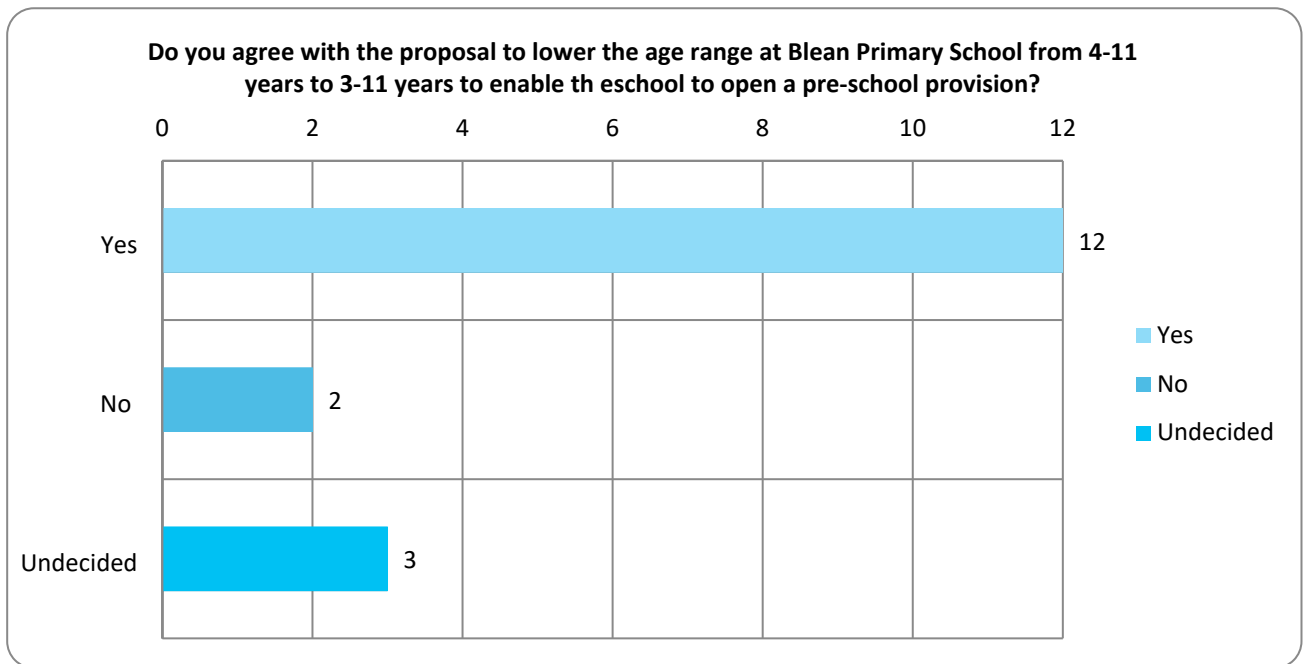 Do you agree with the proposal to lower the age range at Blean Primary School from 4-11
years to 3-11 years to enable th eschool to open a pre-school provision?
0 2 4 6 8 10 12
Yes 12
No 2
Undecided 3
Yes
No
Undecided